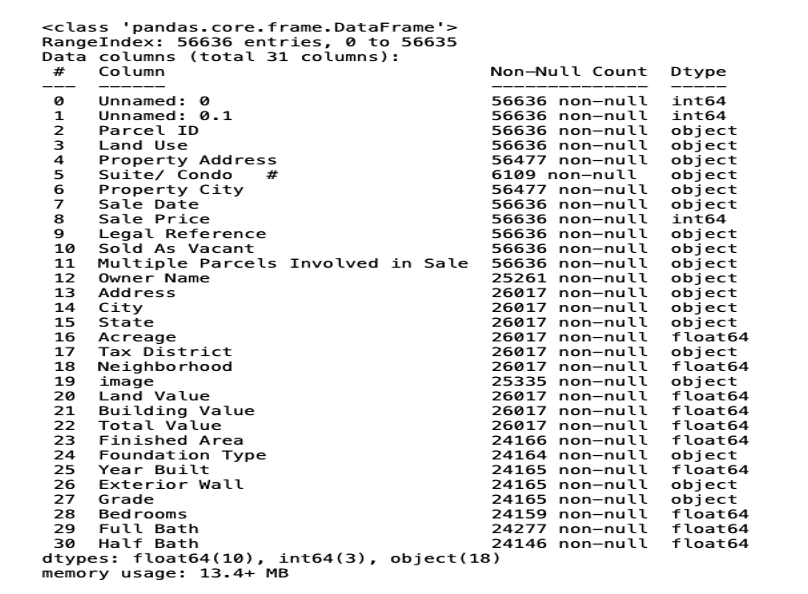 <class 'pandas.core.frame.DataFrame'>
RangeIndex: 56636 entries, 0 to 56635
Data columns (total 31 columns):
 #   Column                             Non-Null Count  Dtype
---  ------                             --------------  -----
 0   Unnamed: 0                         56636 non-null  int64
 1   Unnamed: 0.1                       56636 non-null  int64
 2   Parcel ID                          56636 non-null  object
 3   Land Use                           56636 non-null  object
 4   Property Address                   56477 non-null  object
 5   Suite/ Condo   #                   6109 non-null   object
 6   Property City                      56477 non-null  object
 7   Sale Date                          56636 non-null  object
 8   Sale Price                         56636 non-null  int64
 9   Legal Reference                    56636 non-null  object
 10  Sold As Vacant                     56636 non-null  object
 11  Multiple Parcels Involved in Sale  56636 non-null  object
 12  Owner Name                         25261 non-null  object
 13  Address                            26017 non-null  object
 14  City                               26017 non-null  object
 15  State                              26017 non-null  object
 16  Acreage                            26017 non-null  float64
 17  Tax District                       26017 non-null  object
 18  Neighborhood                       26017 non-null  float64
 19  image                              25335 non-null  object
 20  Land Value                         26017 non-null  float64
 21  Building Value                     26017 non-null  float64
 22  Total Value                        26017 non-null  float64
 23  Finished Area                      24166 non-null  float64
 24  Foundation Type                    24164 non-null  object
 25  Year Built                         24165 non-null  float64
 26  Exterior Wall                      24165 non-null  object
 27  Grade                              24165 non-null  object
 28  Bedrooms                           24159 non-null  float64
 29  Full Bath                          24277 non-null  float64
 30  Half Bath                          24146 non-null  float64
dtypes: float64(10), int64(3), object(18)
memory usage: 13.4+ MB